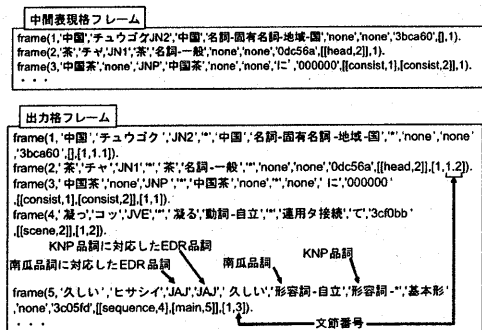 中間表現格フレーム
frame(1,'中国','チュウゴク','JN2','中国','名詞-固有名詞-地域-国','none','none','3bca60',[],1).
frame(2,'茶','チャ','JN1','茶','名詞-一般','none','none','0dc56a',[[head,2]],1).
frame(3,'中国茶','none','JNP','中国茶','none','none','に','000000',[[consist,1],[consist,2]],1).
・・・
出力格フレーム
frame(1,'中国','チュウゴク','JN2','*','中国','名詞-固有名詞-地域-国','*','none','none'
,'3bca60',[],[1,1,1]).
frame(2,'茶','チャ','JN1','*','茶','名詞-一般','*','none','none','0dc56a',[[head,2]],[1,1,2]).
frame(3,'中国茶','none','JNP','*','中国茶','none','*','none','に','000000'
,[[consist,1],[consist,2]],[1,1]).
frame(4,'凝っ','コッ','JVE','*','凝る','動詞-自立','*','連用タ接続','て','3cf0bb'
,[[scene,2]],[1,2]).
KNP品詞に対応したEDR品詞
南瓜品詞に対応したEDR品詞
南瓜品詞
KNP品詞
frame(5,'久しい','ヒサシイ','JAJ','JAJ','久しい','形容詞-自立','形容詞-*','基本形'
,'none','3c05fd',[[sequence,4],[main,5]],[1,3]).
・・・
文節番号